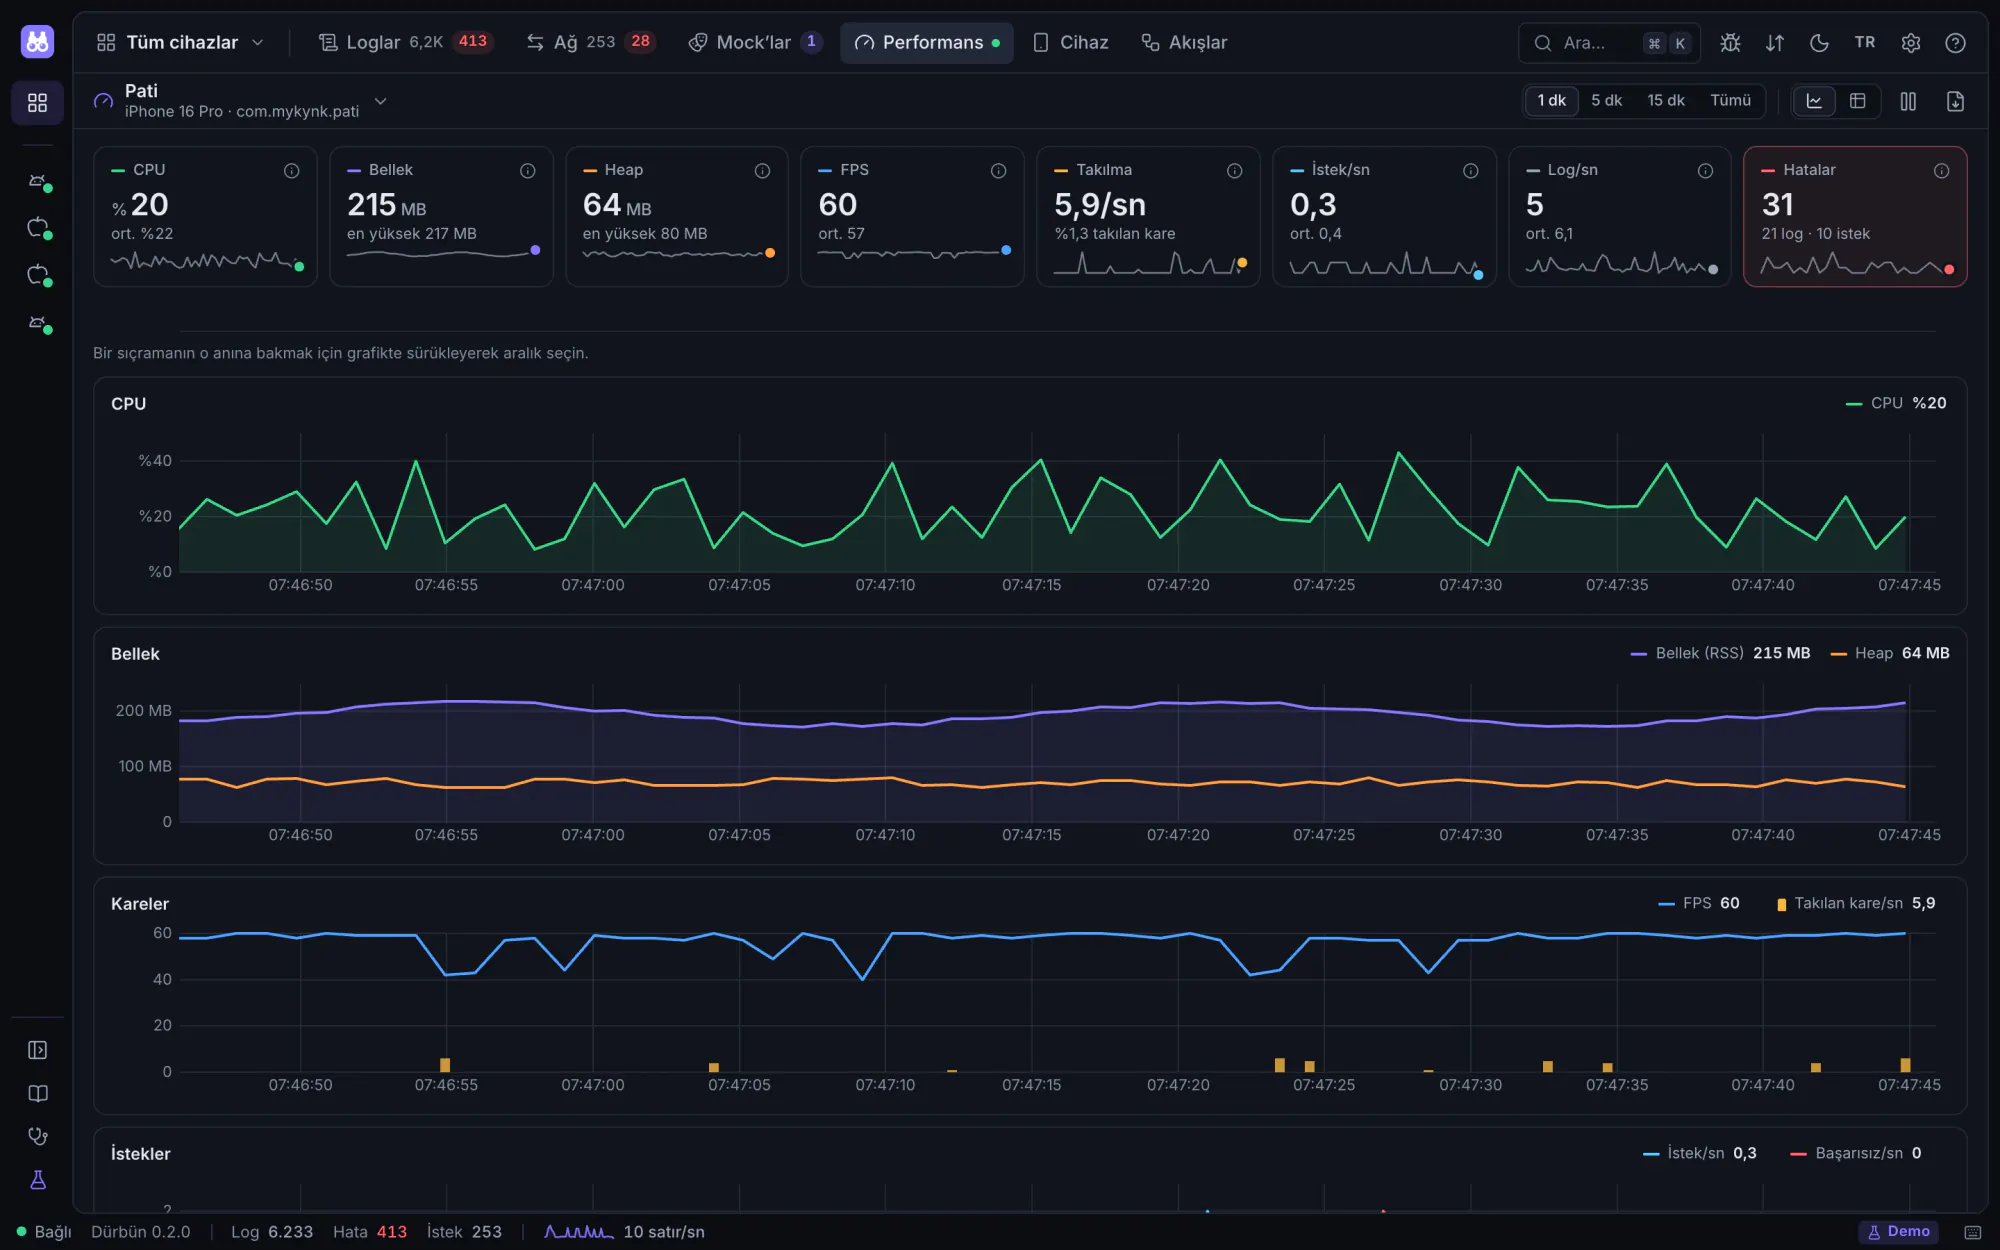 Tüm cihazlar
Loglar 6,2K 413
Ağ 253 28
Mock'lar 1
Performans
Cihaz
Akışlar
Ara... ⌘ K
TR
Pati
iPhone 16 Pro · com.mykynk.pati
1 dk 5 dk 15 dk Tümü
CPU
% 20
ort. %22
Bellek
215 MB
en yüksek 217 MB
Heap
64 MB
en yüksek 80 MB
FPS
60
ort. 57
Takılma
5,9/sn
%1,3 takılan kare
İstek/sn
0,3
ort. 0,4
Log/sn
5
ort. 6,1
Hatalar
31
21 log · 10 istek
Bir sıçramanın o anına bakmak için grafikte sürükleyerek aralık seçin.
CPU
CPU %20
%40
%20
%0
07:46:50 07:46:55 07:47:00 07:47:05 07:47:10 07:47:15 07:47:20 07:47:25 07:47:30 07:47:35 07:47:40 07:47:45
Bellek
Bellek (RSS) 215 MB Heap 64 MB
200 MB
100 MB
0
07:46:50 07:46:55 07:47:00 07:47:05 07:47:10 07:47:15 07:47:20 07:47:25 07:47:30 07:47:35 07:47:40 07:47:45
Kareler
FPS 60 Takılan kare/sn 5,9
60
40
20
0
07:46:50 07:46:55 07:47:00 07:47:05 07:47:10 07:47:15 07:47:20 07:47:25 07:47:30 07:47:35 07:47:40 07:47:45
İstekler
İstek/sn 0,3 Başarısız/sn 0
2
Bağlı Dürbün 0.2.0 Log 6.233 Hata 413 İstek 253 10 satır/sn Demo